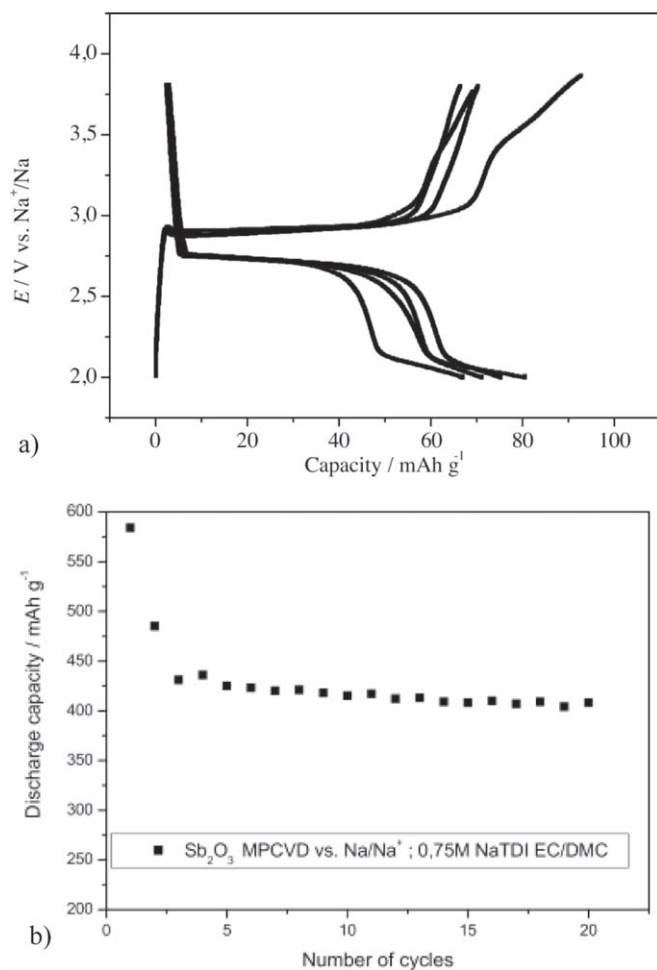 4,0
3,5
3,0
2,5
2,0
E / V vs. Na⁺/Na
0 20 40 60 80 100
Capacity / mAh g⁻¹
a)
600
550
500
450
400
350
300
250
200
Discharge capacity / mAh g⁻¹
■ Sb₂O₃ MPCVD vs. Na/Na⁺ ; 0,75M NaTDI EC/DMC
0 5 10 15 20
Number of cycles
b)